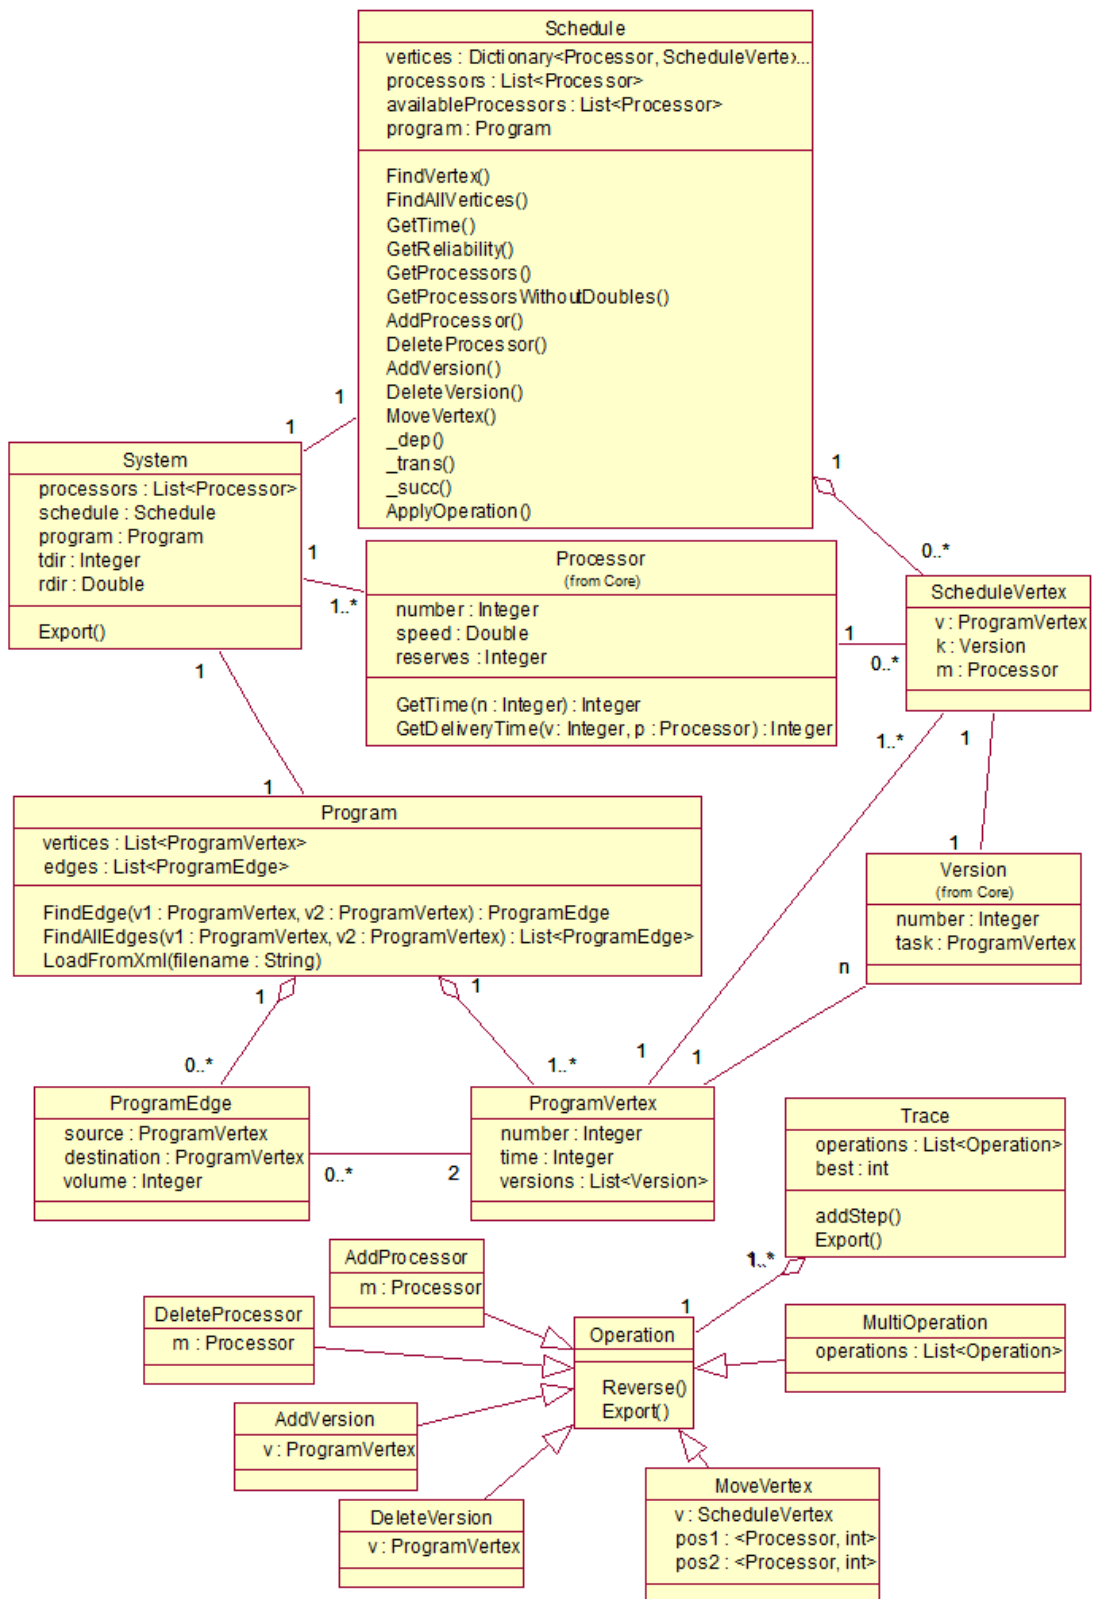 Schedule
vertices : Dictionary<Processor, ScheduleVertex...
processors : List<Processor>
availableProcessors : List<Processor>
program : Program
FindVertex()
FindAllVertices()
GetTime()
GetReliability()
GetProcessors()
GetProcessorsWithoutDoubles()
AddProcessor()
DeleteProcessor()
AddVersion()
DeleteVersion()
MoveVertex()
_dep()
_trans()
_succ()
ApplyOperation()
1
1
System
processors : List<Processor>
schedule : Schedule
program : Program
tdir : Integer
rdir : Double
Export()
1
1..*
1
0..*
Processor
(from Core)
number : Integer
speed : Double
reserves : Integer
GetTime(n : Integer) : Integer
GetDeliveryTime(v : Integer, p : Processor) : Integer
1
0..*
ScheduleVertex
v : ProgramVertex
k : Version
m : Processor
1
1
1..*
1
1
Program
vertices : List<ProgramVertex>
edges : List<ProgramEdge>
FindEdge(v1 : ProgramVertex, v2 : ProgramVertex) : ProgramEdge
FindAllEdges(v1 : ProgramVertex, v2 : ProgramVertex) : List<ProgramEdge>
LoadFromXml(filename : String)
Version
(from Core)
number : Integer
task : ProgramVertex
1
1
n
0..*
1..*
1
1
ProgramEdge
source : ProgramVertex
destination : ProgramVertex
volume : Integer
0..*
2
ProgramVertex
number : Integer
time : Integer
versions : List<Version>
Trace
operations : List<Operation>
best : int
addStep()
Export()
1..*
1
AddProcessor
m : Processor
DeleteProcessor
m : Processor
Operation
Reverse()
Export()
MultiOperation
operations : List<Operation>
AddVersion
v : ProgramVertex
DeleteVersion
v : ProgramVertex
MoveVertex
v : ScheduleVertex
pos1 : <Processor, int>
pos2 : <Processor, int>